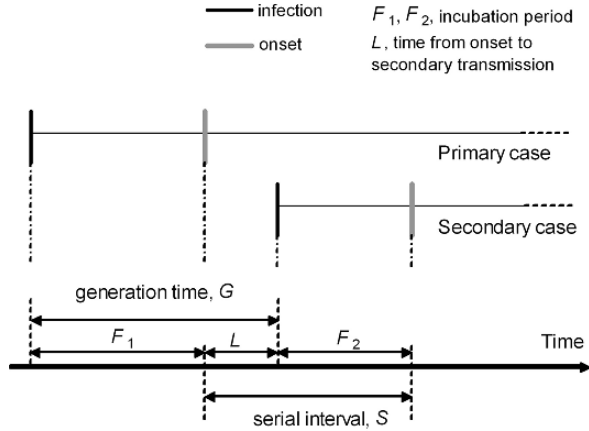 infection
onset
F1, F2, incubation period
L, time from onset to
secondary transmission
Primary case
Secondary case
generation time, G
F1
L
F2
Time
serial interval, S